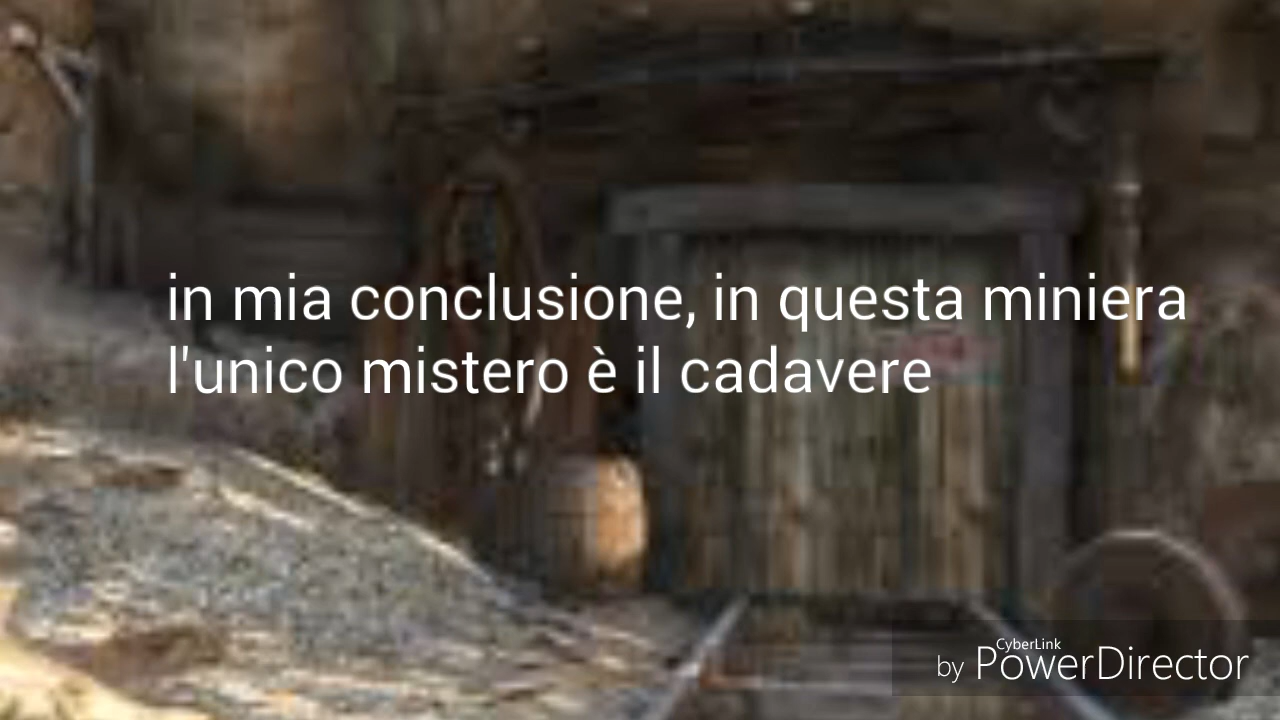 in mia conclusione, in questa miniera
l'unico mistero è il cadavere
CyberLink
by PowerDirector